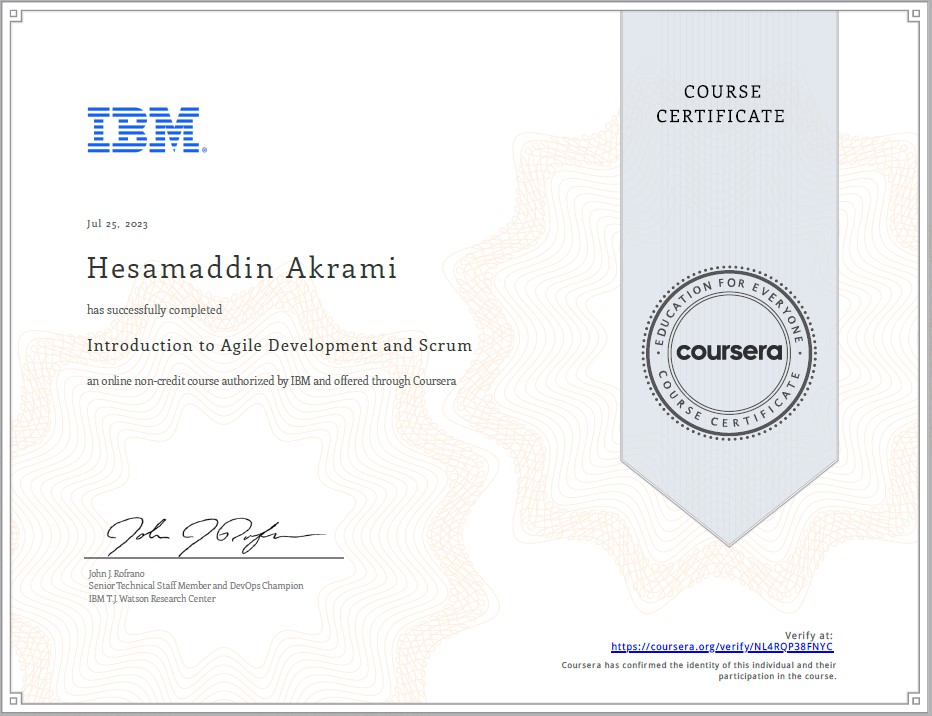 COURSE
CERTIFICATE
IBM®
Jul 25, 2023
Hesamaddin Akrami
has successfully completed
Introduction to Agile Development and Scrum
an online non-credit course authorized by IBM and offered through Coursera
EDUCATION FOR EVERYONE
coursera
COURSE CERTIFICATE
John J Rofrano
John J. Rofrano
Senior Technical Staff Member and DevOps Champion
IBM T.J. Watson Research Center
Verify at:
https://coursera.org/verify/NL4RQP38FNYC
Coursera has confirmed the identity of this individual and their
participation in the course.